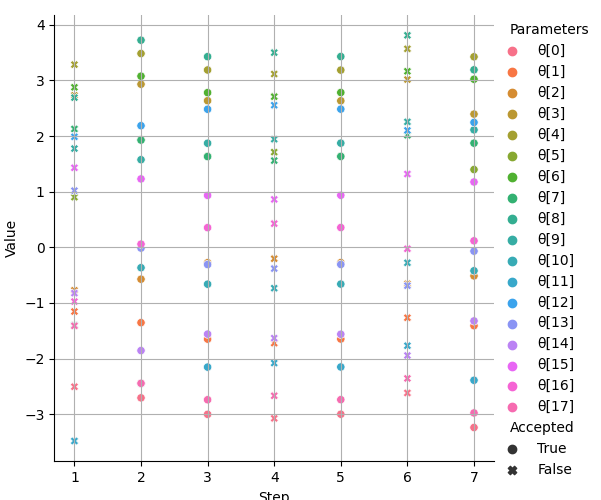 4
3
2
1
0
−1
−2
−3
Value
1 2 3 4 5 6 7
Step
Parameters
θ[0]
θ[1]
θ[2]
θ[3]
θ[4]
θ[5]
θ[6]
θ[7]
θ[8]
θ[9]
θ[10]
θ[11]
θ[12]
θ[13]
θ[14]
θ[15]
θ[16]
θ[17]
Accepted
True
False